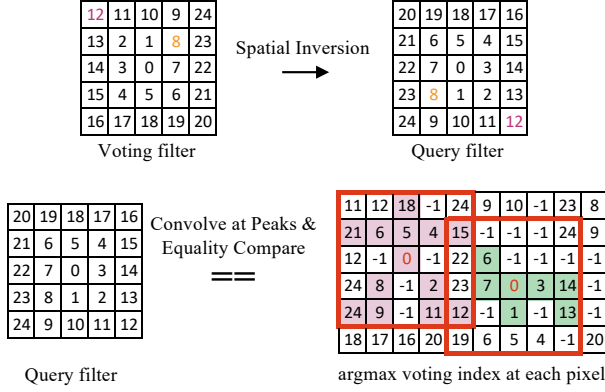 12 11 10 9 24
13 2 1 8 23
14 3 0 7 22
15 4 5 6 21
16 17 18 19 20
Voting filter
Spatial Inversion
20 19 18 17 16
21 6 5 4 15
22 7 0 3 14
23 8 1 2 13
24 9 10 11 12
Query filter
20 19 18 17 16
21 6 5 4 15
22 7 0 3 14
23 8 1 2 13
24 9 10 11 12
Query filter
Convolve at Peaks &
Equality Compare
==
11 12 18 -1 24 9 10 -1 23 8
21 6 5 4 15 -1 -1 -1 24 9
12 -1 0 -1 22 6
24 8 -1 2 23 7 0 3 14
24 9 -1 11 12 -1 1 -1 13
18 17 16 20 19 6 5 4 -1 20
argmax voting index at each pixel